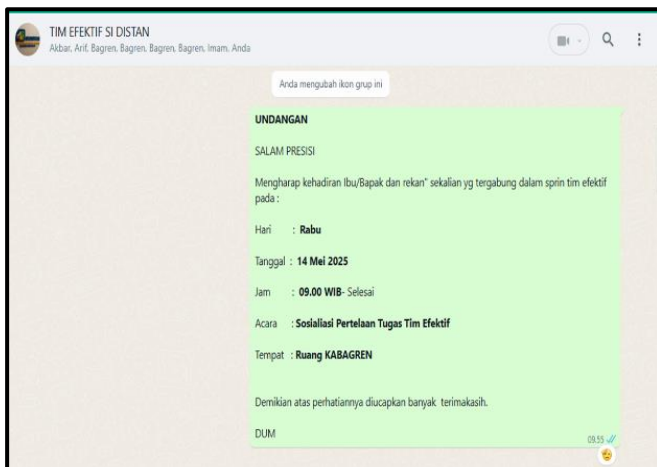 TIM EFEKTIF SI DISTAN
Akbar, Arif, Bagren, Bagren, Bagren, Bagren, Imam, Anda
Anda mengubah ikon grup ini
UNDANGAN
SALAM PRESISI
Mengharap kehadiran Ibu/Bapak dan rekan" sekalian yg tergabung dalam sprin tim efektif
pada :
Hari : Rabu
Tanggal : 14 Mei 2025
Jam : 09.00 WIB- Selesai
Acara : Sosialiasi Pertelaan Tugas Tim Efektif
Tempat : Ruang KABAGREN
Demikian atas perhatiannya diucapkan banyak terimakasih.
DUM
09.55